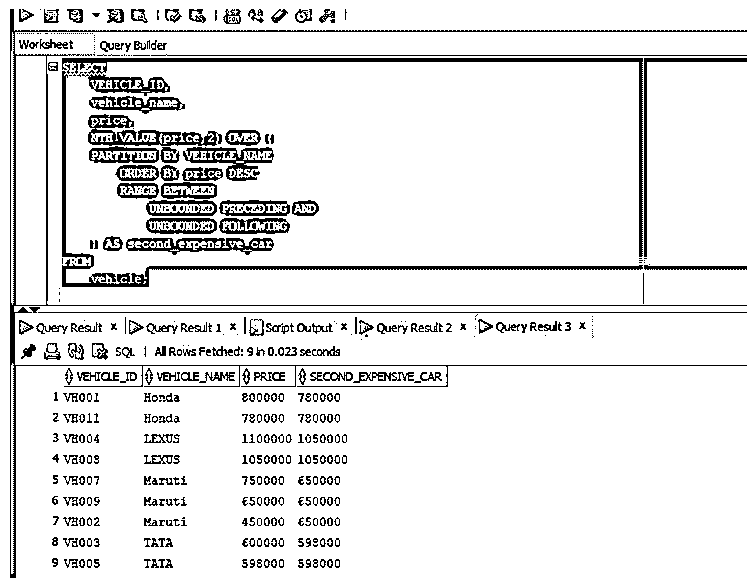 Worksheet Query Builder
SELECT
VEHICLE_ID,
vehicle_name,
price,
NTH_VALUE(price,2) OVER (
PARTITION BY VEHICLE_NAME
ORDER BY price DESC
RANGE BETWEEN
UNBOUNDED PRECEDING AND
UNBOUNDED FOLLOWING
) AS second_expensive_car
FROM
vehicle;
Query Result × Query Result 1 × Script Output × Query Result 2 × Query Result 3 ×
SQL | All Rows Fetched: 9 in 0.023 seconds
VEHICLE_ID VEHICLE_NAME PRICE SECOND_EXPENSIVE_CAR
1 VH001 Honda 800000 780000
2 VH011 Honda 780000 780000
3 VH004 LEXUS 1100000 1050000
4 VH008 LEXUS 1050000 1050000
5 VH007 Maruti 750000 650000
6 VH009 Maruti 650000 650000
7 VH002 Maruti 450000 650000
8 VH003 TATA 600000 598000
9 VH005 TATA 598000 598000